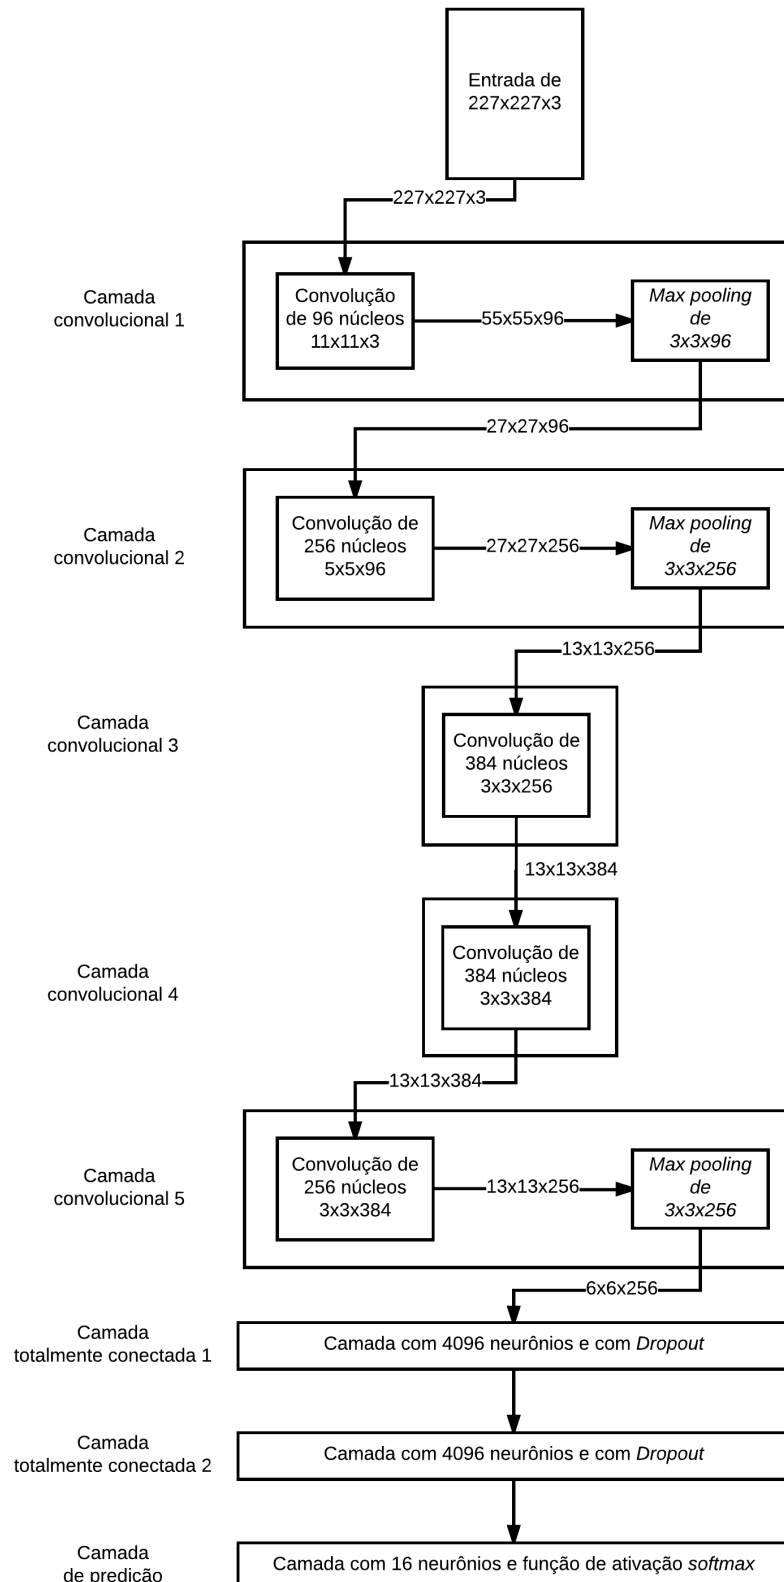 Entrada de
227x227x3
227x227x3
Camada
convolucional 1
Convolução
de 96 núcleos
11x11x3
55x55x96
Max pooling
de
3x3x96
27x27x96
Camada
convolucional 2
Convolução de
256 núcleos
5x5x96
27x27x256
Max pooling
de
3x3x256
13x13x256
Camada
convolucional 3
Convolução de
384 núcleos
3x3x256
13x13x384
Camada
convolucional 4
Convolução de
384 núcleos
3x3x384
13x13x384
Camada
convolucional 5
Convolução de
256 núcleos
3x3x384
13x13x256
Max pooling
de
3x3x256
6x6x256
Camada
totalmente conectada 1
Camada com 4096 neurônios e com Dropout
Camada
totalmente conectada 2
Camada com 4096 neurônios e com Dropout
Camada
de predição
Camada com 16 neurônios e função de ativação softmax